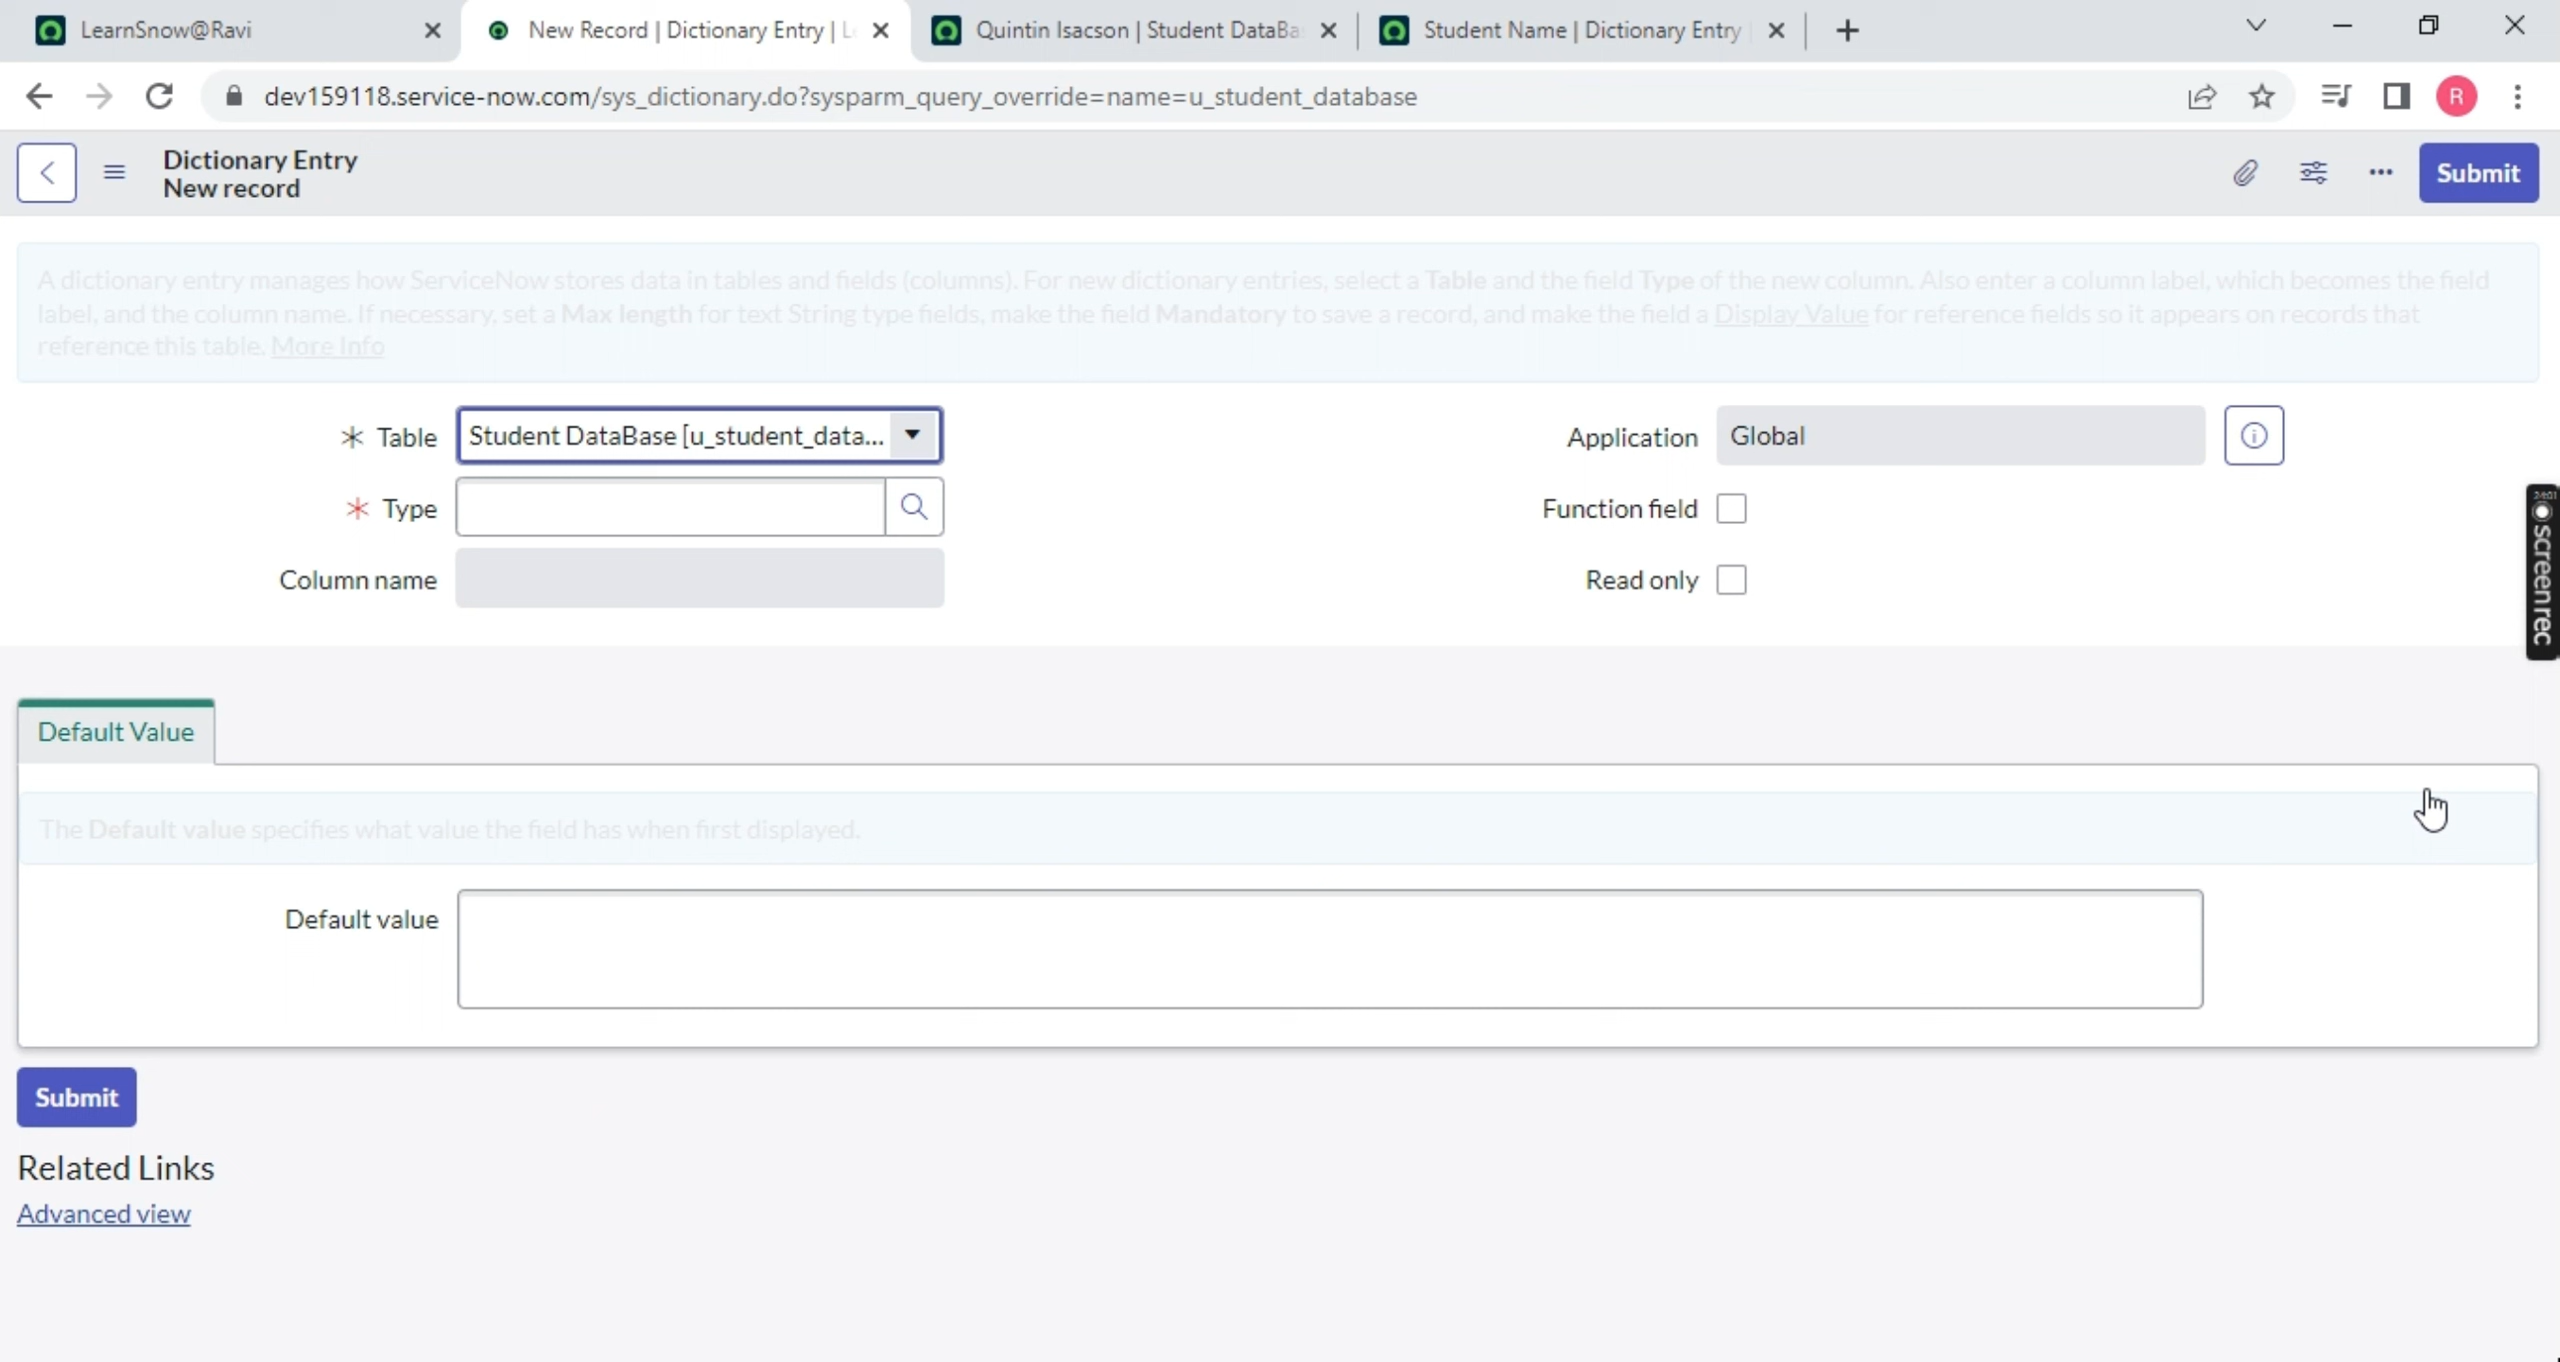 LearnSnow@Ravi
New Record | Dictionary Entry | L
Quintin Isacson | Student DataBa
Student Name | Dictionary Entry
dev159118.service-now.com/sys_dictionary.do?sysparm_query_override=name=u_student_database
R
Dictionary Entry
New record
Submit
A dictionary entry manages how ServiceNow stores data in tables and fields (columns). For new dictionary entries, select a Table and the field Type of the new column. Also enter a column label, which becomes the field
label, and the column name. If necessary, set a Max length for text String type fields, make the field Mandatory to save a record, and make the field a Display Value for reference fields so it appears on records that
reference this table. More Info
* Table
Student DataBase [u_student_data...
Application
Global
* Type
Function field
Column name
Read only
screenrec
Default Value
The Default value specifies what value the field has when first displayed.
Default value
Submit
Related Links
Advanced view